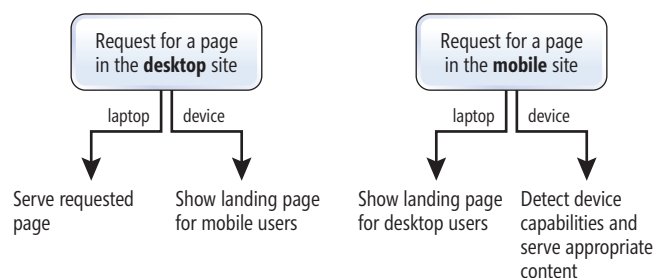 Request for a page
in the desktop site
laptop
device
Serve requested
page
Show landing page
for mobile users
Request for a page
in the mobile site
laptop
device
Show landing page
for desktop users
Detect device
capabilities and
serve appropriate
content